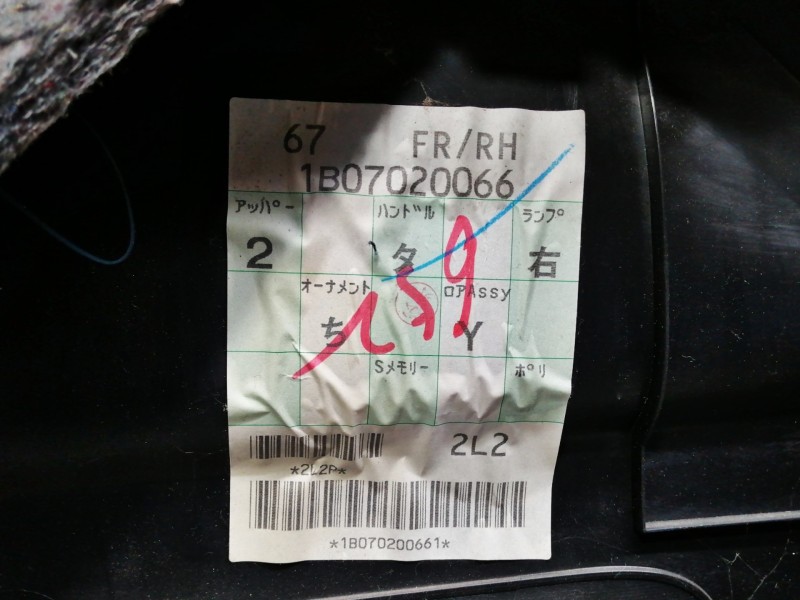 67 FR/RH
1B07020066
ｱｯﾊﾟｰ ﾊﾝﾄﾞﾙ ﾗﾝﾌﾟ
2 タ 右
ｵｰﾅﾒﾝﾄ ﾛｱAssy
ち Y
Sﾒﾓﾘｰ ﾎﾟﾘ
159
2L2
*2L2P*
*1B070200661*